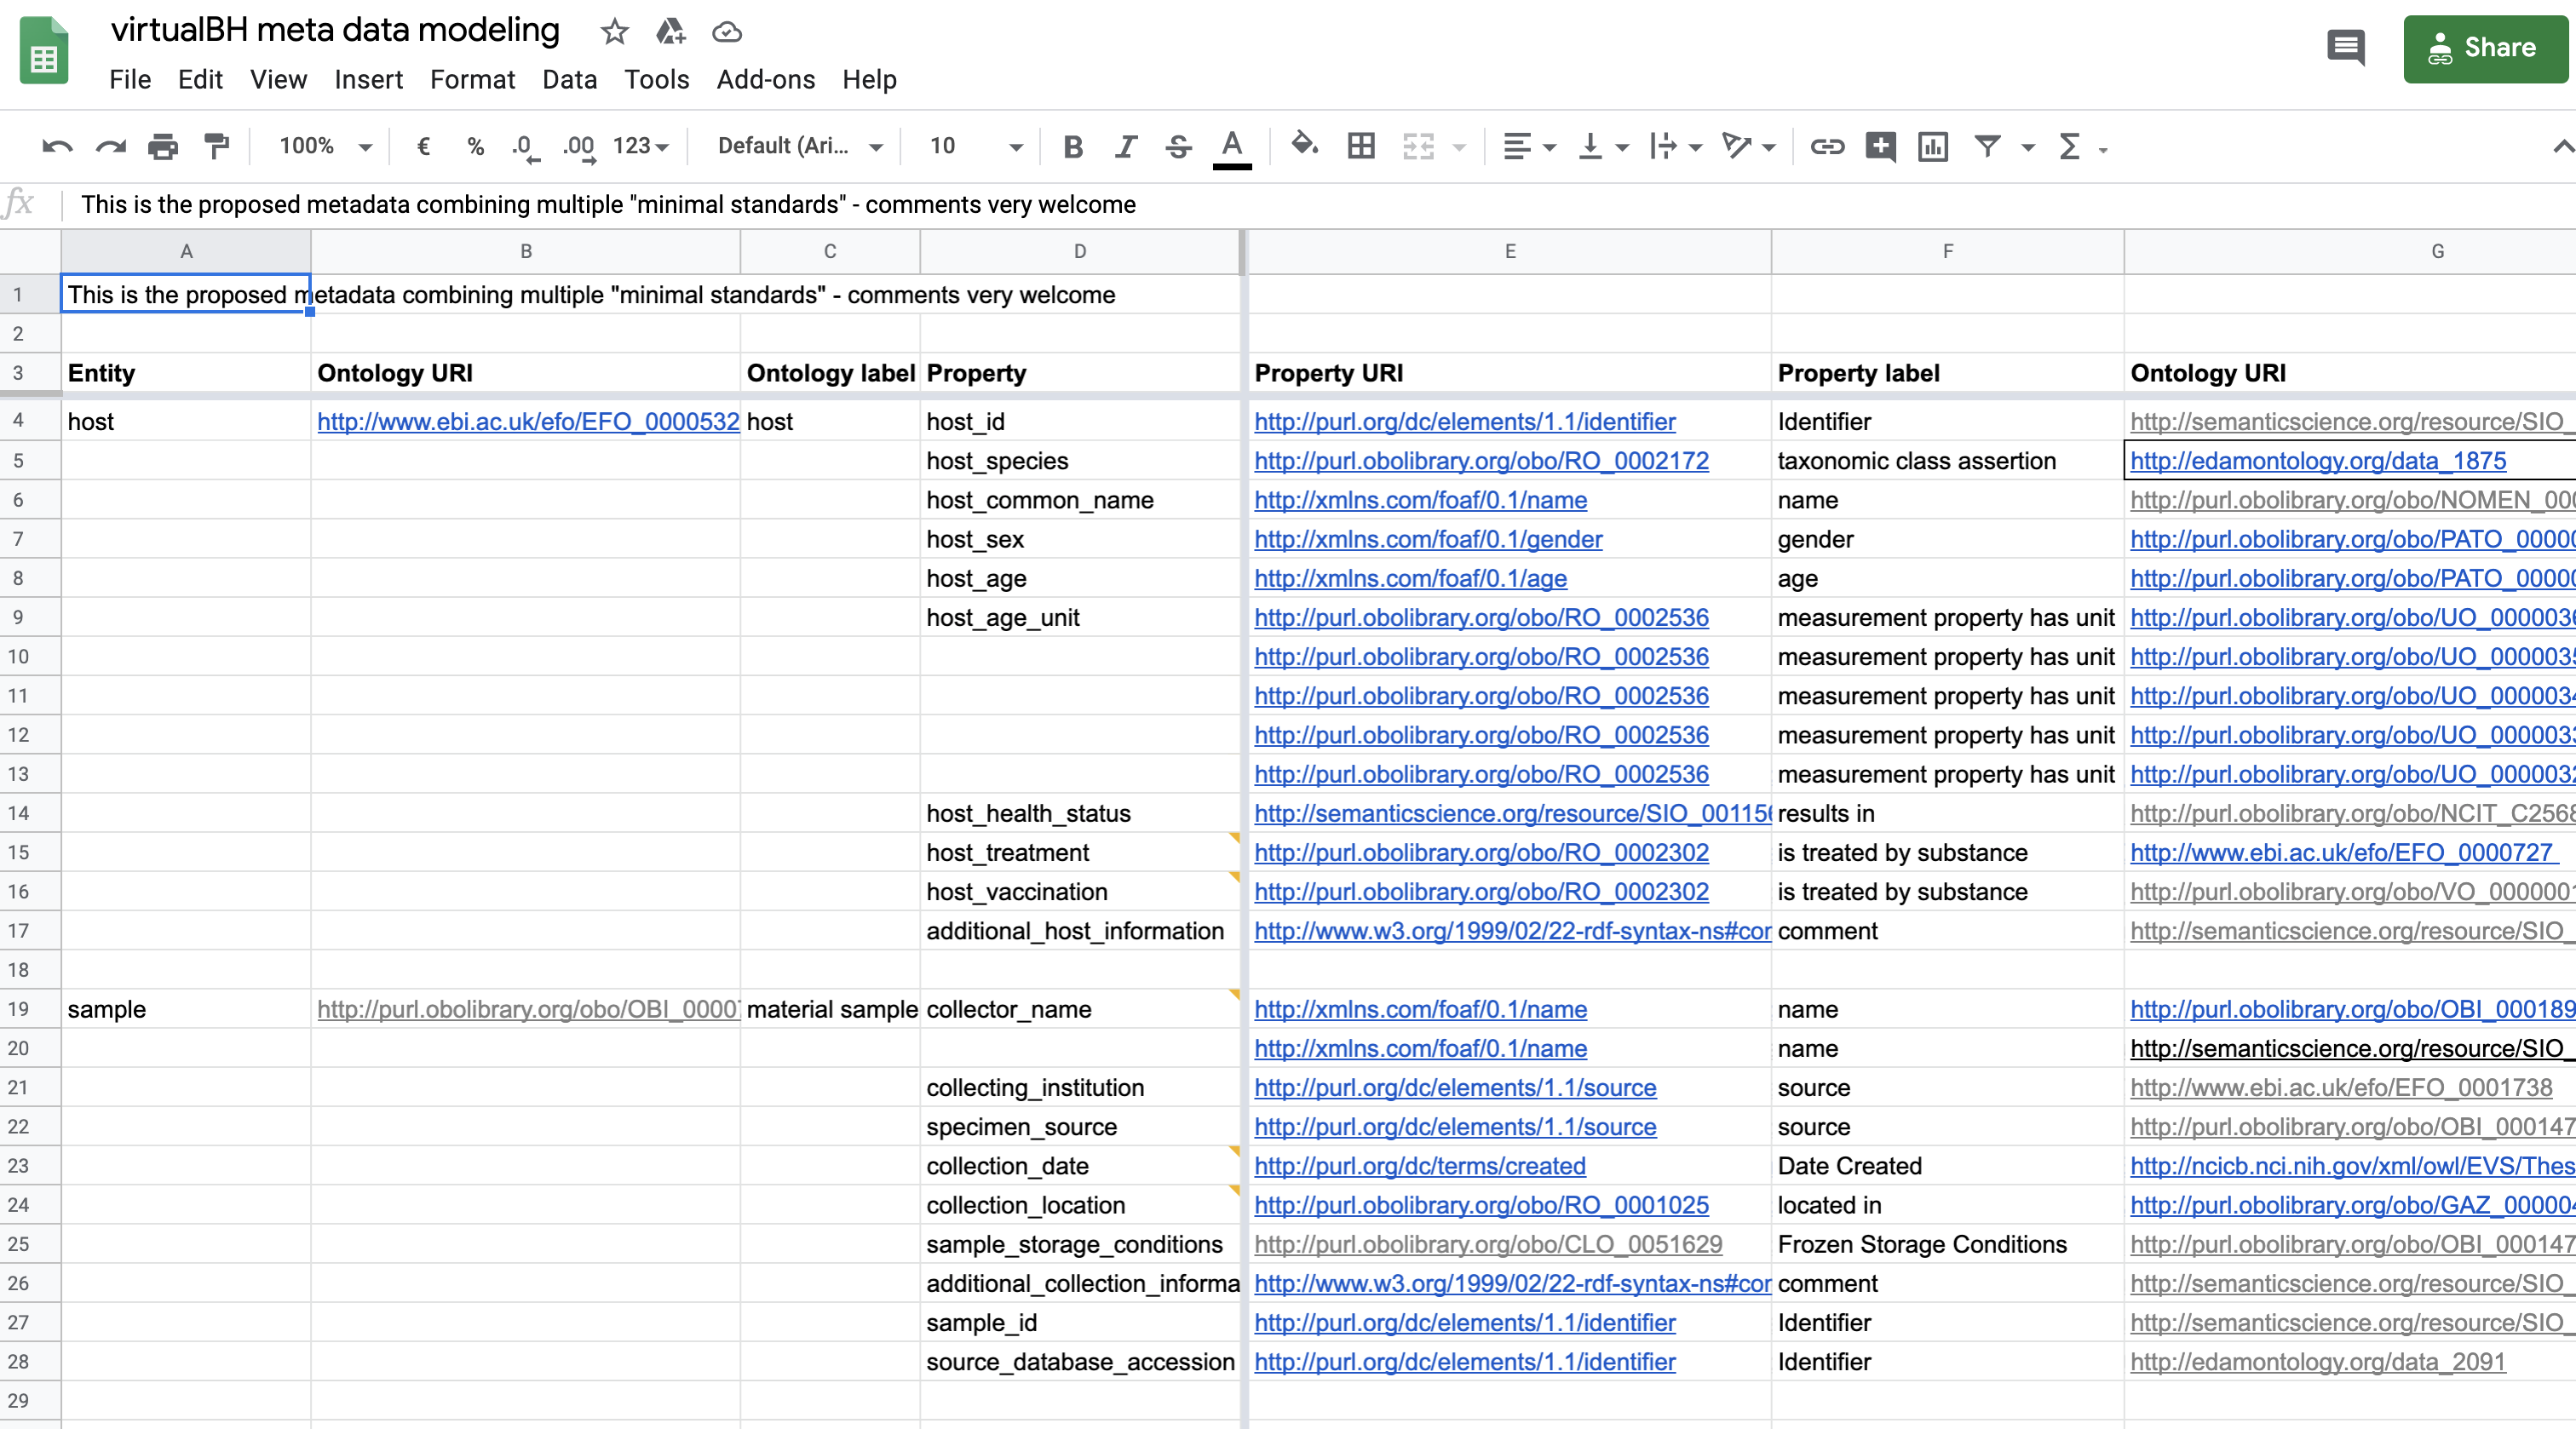 virtualBH meta data modeling
Share
File Edit View Insert Format Data Tools Add-ons Help
100% € % .0 .00 123 Default (Ari... 10 B I S A Σ
fx This is the proposed metadata combining multiple "minimal standards" - comments very welcome
A B C D E F G
1 This is the proposed metadata combining multiple "minimal standards" - comments very welcome
2
3 Entity Ontology URI Ontology label Property Property URI Property label Ontology URI
4 host http://www.ebi.ac.uk/efo/EFO_0000532 host host_id http://purl.org/dc/elements/1.1/identifier Identifier http://semanticscience.org/resource/SIO_
5 host_species http://purl.obolibrary.org/obo/RO_0002172 taxonomic class assertion http://edamontology.org/data_1875
6 host_common_name http://xmlns.com/foaf/0.1/name name http://purl.obolibrary.org/obo/NOMEN_00
7 host_sex http://xmlns.com/foaf/0.1/gender gender http://purl.obolibrary.org/obo/PATO_0000
8 host_age http://xmlns.com/foaf/0.1/age age http://purl.obolibrary.org/obo/PATO_0000
9 host_age_unit http://purl.obolibrary.org/obo/RO_0002536 measurement property has unit http://purl.obolibrary.org/obo/UO_000003
10 http://purl.obolibrary.org/obo/RO_0002536 measurement property has unit http://purl.obolibrary.org/obo/UO_000003
11 http://purl.obolibrary.org/obo/RO_0002536 measurement property has unit http://purl.obolibrary.org/obo/UO_000003
12 http://purl.obolibrary.org/obo/RO_0002536 measurement property has unit http://purl.obolibrary.org/obo/UO_000003
13 http://purl.obolibrary.org/obo/RO_0002536 measurement property has unit http://purl.obolibrary.org/obo/UO_000003
14 host_health_status http://semanticscience.org/resource/SIO_00115 results in http://purl.obolibrary.org/obo/NCIT_C256
15 host_treatment http://purl.obolibrary.org/obo/RO_0002302 is treated by substance http://www.ebi.ac.uk/efo/EFO_0000727
16 host_vaccination http://purl.obolibrary.org/obo/RO_0002302 is treated by substance http://purl.obolibrary.org/obo/VO_000000
17 additional_host_information http://www.w3.org/1999/02/22-rdf-syntax-ns#cor comment http://semanticscience.org/resource/SIO_
18
19 sample http://purl.obolibrary.org/obo/OBI_0000 material sample collector_name http://xmlns.com/foaf/0.1/name name http://purl.obolibrary.org/obo/OBI_000189
20 http://xmlns.com/foaf/0.1/name name http://semanticscience.org/resource/SIO_
21 collecting_institution http://purl.org/dc/elements/1.1/source source http://www.ebi.ac.uk/efo/EFO_0001738
22 specimen_source http://purl.org/dc/elements/1.1/source source http://purl.obolibrary.org/obo/OBI_000147
23 collection_date http://purl.org/dc/terms/created Date Created http://ncicb.nci.nih.gov/xml/owl/EVS/Thes
24 collection_location http://purl.obolibrary.org/obo/RO_0001025 located in http://purl.obolibrary.org/obo/GAZ_00000
25 sample_storage_conditions http://purl.obolibrary.org/obo/CLO_0051629 Frozen Storage Conditions http://purl.obolibrary.org/obo/OBI_000147
26 additional_collection_informa http://www.w3.org/1999/02/22-rdf-syntax-ns#cor comment http://semanticscience.org/resource/SIO_
27 sample_id http://purl.org/dc/elements/1.1/identifier Identifier http://semanticscience.org/resource/SIO_
28 source_database_accession http://purl.org/dc/elements/1.1/identifier Identifier http://edamontology.org/data_2091
29